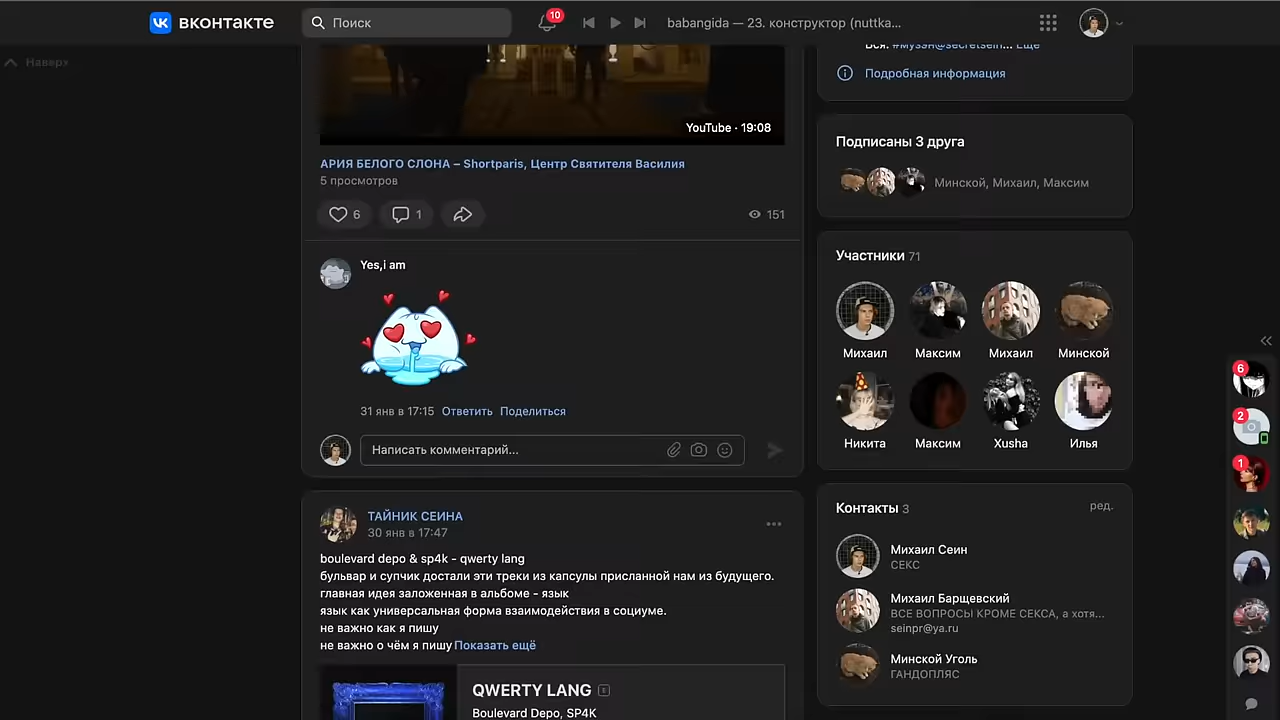 вконтакте
Поиск
10
babangida — 23. конструктор (nuttka...
Наверх
YouTube · 19:08
АРИЯ БЕЛОГО СЛОНА – Shortparis, Центр Святителя Василия
5 просмотров
6
1
151
Yes,i am
31 янв в 17:15 Ответить Поделиться
Написать комментарий...
ТАЙНИК СЕИНА
30 янв в 17:47
boulevard depo & sp4k - qwerty lang
бульвар и супчик достали эти треки из капсулы присланной нам из будущего.
главная идея заложенная в альбоме - язык
язык как универсальная форма взаимодействия в социуме.
не важно как я пишу
не важно о чём я пишу Показать ещё
QWERTY LANG E
Boulevard Depo, SP4K
Подробная информация
Подписаны 3 друга
Минской, Михаил, Максим
Участники 71
Михаил Максим Михаил Минской
Никита Максим Xusha Илья
Контакты 3
ред.
Михаил Сеин
СЕКС
Михаил Барщевский
ВСЕ ВОПРОСЫ КРОМЕ СЕКСА, а хотя...
seinpr@ya.ru
Минской Уголь
ГАНДОПЛЯС
6
2
1